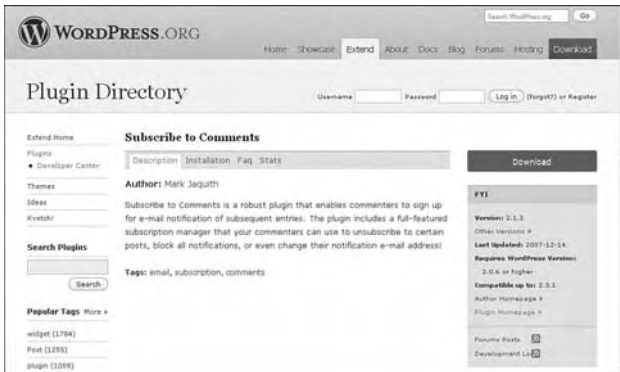 Search WordPress.org Go
WORDPRESS.ORG
Home Showcase Extend About Docs Blog Forums Hosting Download
Plugin Directory
Username Password Log in (forgot?) or Register
Extend Home
Plugins
• Developer Center
Themes
Ideas
Kvetch!
Search Plugins
Search
Popular Tags More »
widget (1784)
Post (1255)
plugin (1099)
Subscribe to Comments
Description Installation Faq Stats
Author: Mark Jaquith
Subscribe to Comments is a robust plugin that enables commenters to sign up
for e-mail notification of subsequent entries. The plugin includes a full-featured
subscription manager that your commenters can use to unsubscribe to certain
posts, block all notifications, or even change their notification e-mail address!
Tags: email, subscription, comments
Download
FYI
Version: 2.1.2
Other Versions »
Last Updated: 2007-12-14
Requires WordPress Version:
2.0.6 or higher
Compatible up to: 2.3.1
Author Homepage »
Plugin Homepage »
Forums Posts
Development Log